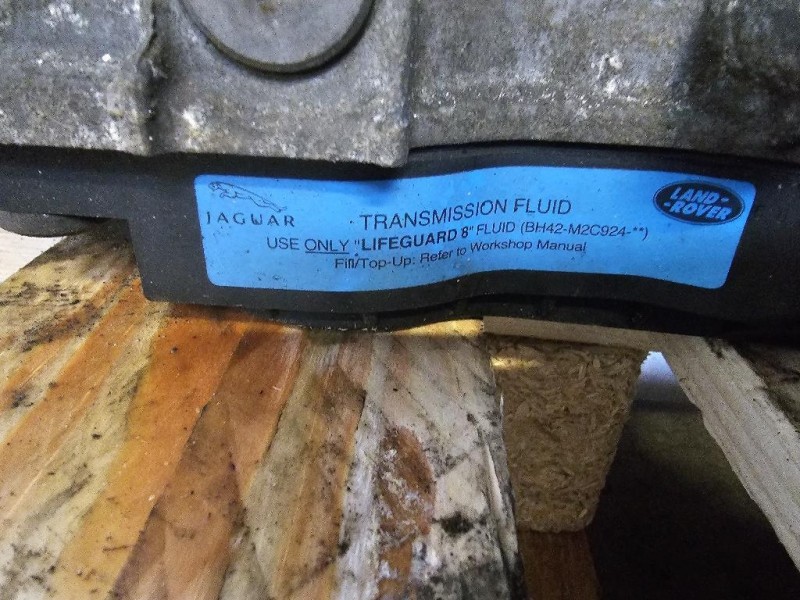 JAGUAR
TRANSMISSION FLUID
LAND-
-ROVER
USE ONLY "LIFEGUARD 8" FLUID (BH42-M2C924-**)
Fill/Top-Up: Refer to Workshop Manual